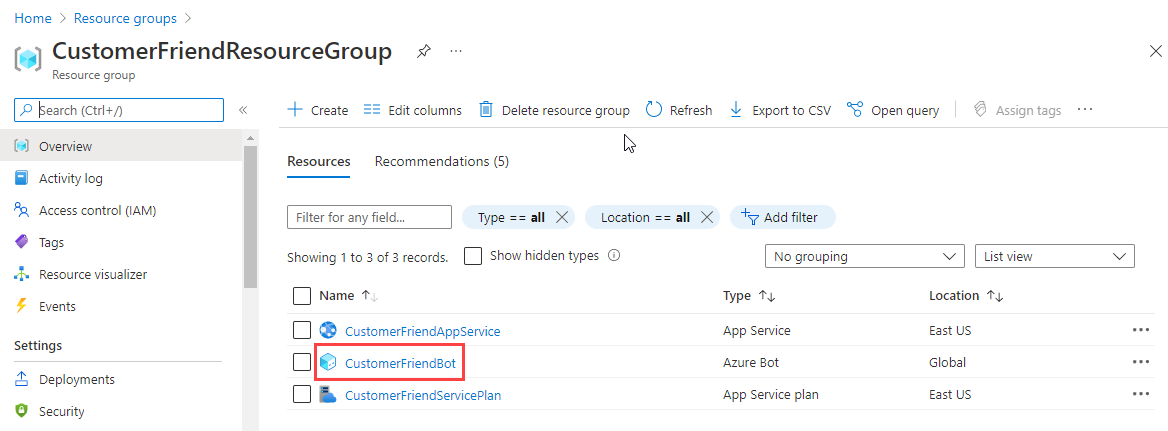 Home > Resource groups >
CustomerFriendResourceGroup ...
Resource group
Search (Ctrl+/) «
Create Edit columns Delete resource group Refresh Export to CSV Open query Assign tags ...
Overview
Activity log
Access control (IAM)
Tags
Resource visualizer
Events
Settings
Deployments
Security
Resources Recommendations (5)
Filter for any field... Type == all Location == all Add filter
Showing 1 to 3 of 3 records. Show hidden types No grouping List view
Name ↑↓ Type ↑↓ Location ↑↓
CustomerFriendAppService App Service East US ...
CustomerFriendBot Azure Bot Global ...
CustomerFriendServicePlan App Service plan East US ...